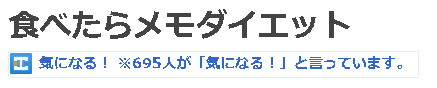 食べたらメモダイエット
気になる！ ※695人が「気になる！」と言っています。